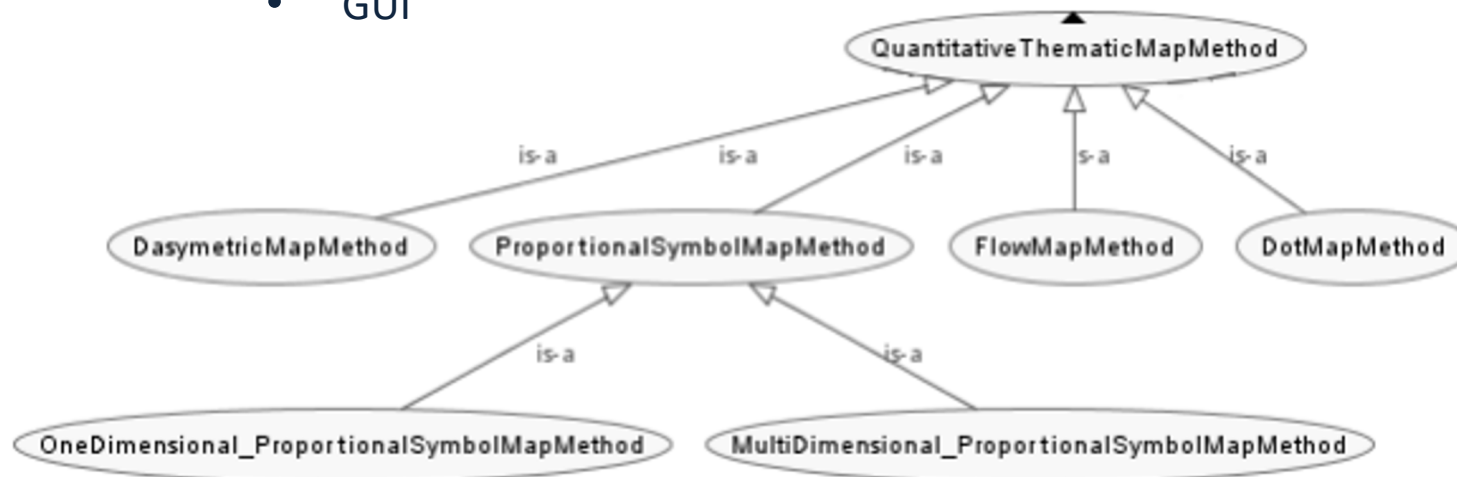 • GUI
QuantitativeThematicMapMethod
is-a is-a is-a s-a is-a
DasymetricMapMethod ProportionalSymbolMapMethod FlowMapMethod DotMapMethod
is-a is-a
OneDimensional_ProportionalSymbolMapMethod MultiDimensional_ProportionalSymbolMapMethod